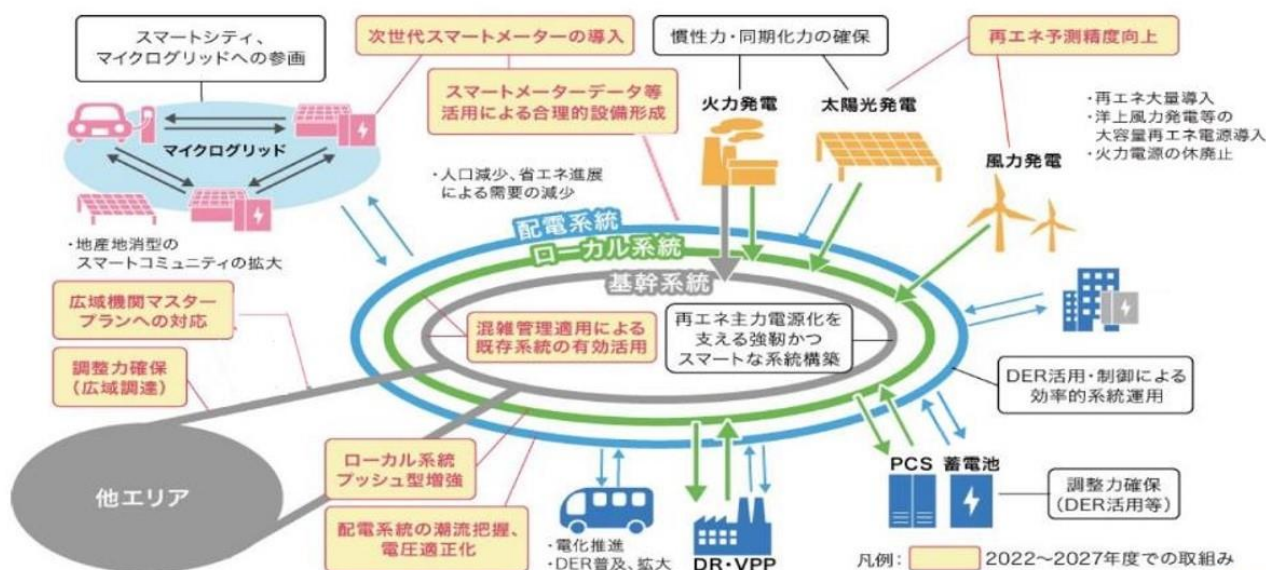 スマートシティ、
マイクログリッドへの参画
次世代スマートメーターの導入
慣性力・同期化力の確保
再エネ予測精度向上
スマートメーターデータ等
活用による合理的設備形成
火力発電
太陽光発電
・再エネ大量導入
・洋上風力発電等の
大容量再エネ電源導入
・火力電源の休廃止
マイクログリッド
風力発電
・人口減少、省エネ進展
による需要の減少
配電系統
ローカル系統
基幹系統
・地産地消型の
スマートコミュニティの拡大
広域機関マスター
プランへの対応
混雑管理適用による
既存系統の有効活用
再エネ主力電源化を
支える強靭かつ
スマートな系統構築
調整力確保
(広域調達)
DER活用・制御による
効率的系統運用
ローカル系統
プッシュ型増強
PCS
蓄電池
他エリア
調整力確保
(DER活用等)
配電系統の潮流把握、
電圧適正化
・電化推進
・DER普及、拡大
DR・VPP
凡例：
2022～2027年度での取組み